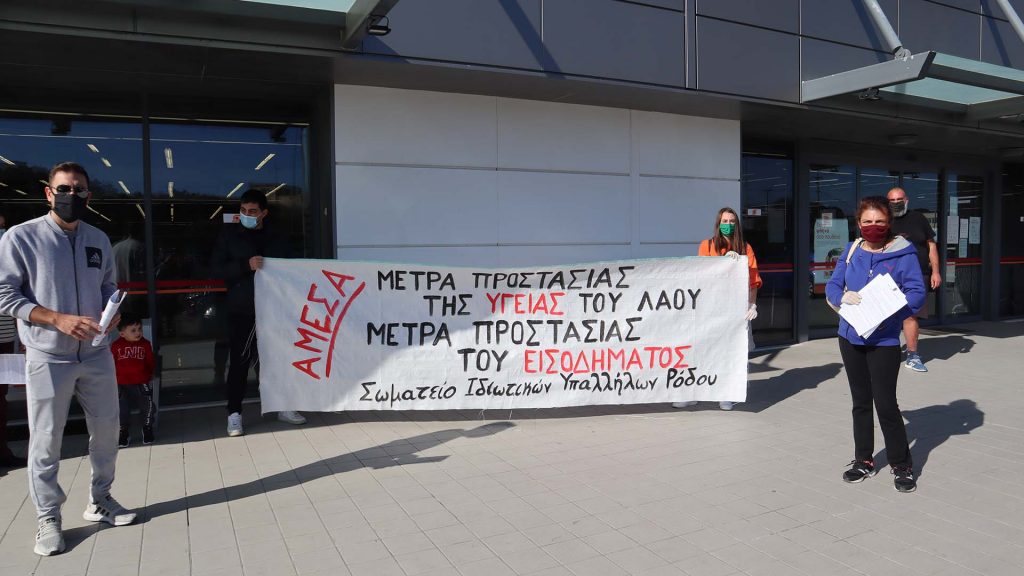 ΑΜΕΣΑ
ΜΕΤΡΑ ΠΡΟΣΤΑΣΙΑΣ
ΤΗΣ ΥΓΕΙΑΣ ΤΟΥ ΛΑΟΥ
ΜΕΤΡΑ ΠΡΟΣΤΑΣΙΑΣ
ΤΟΥ ΕΙΣΟΔΗΜΑΤΟΣ
Σωματείο Ιδιωτικών Υπαλλήλων Ρόδου